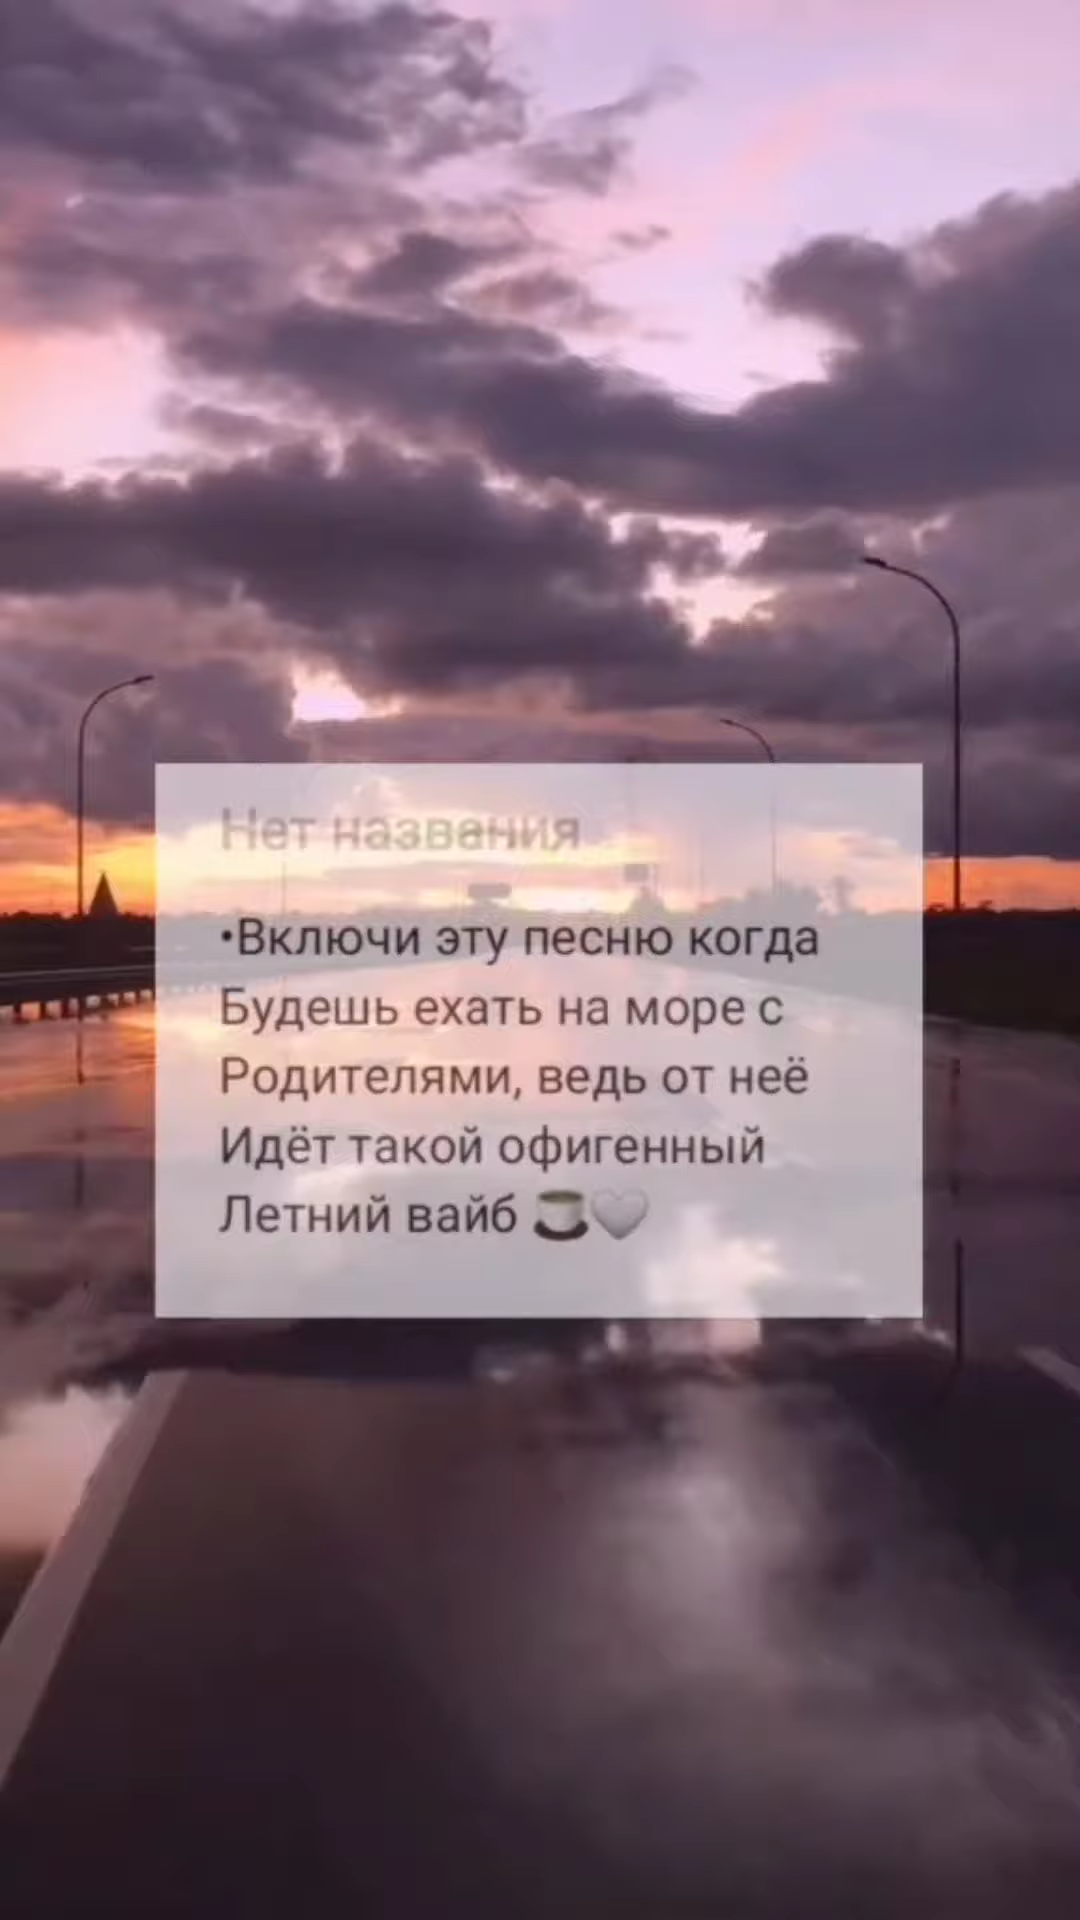 Нет названия
•Включи эту песню когда
Будешь ехать на море с
Родителями, ведь от неё
Идёт такой офигенный
Летний вайб 🍵🤍